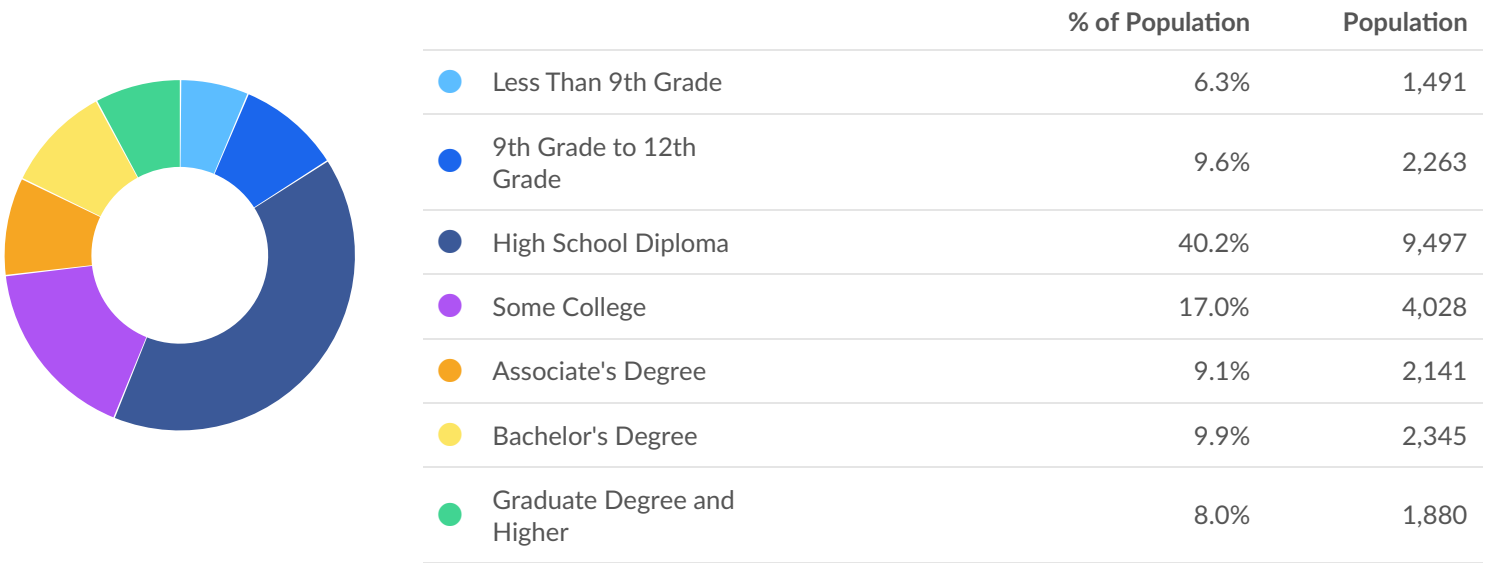 % of Population Population
Less Than 9th Grade 6.3% 1,491
9th Grade to 12th
Grade 9.6% 2,263
High School Diploma 40.2% 9,497
Some College 17.0% 4,028
Associate's Degree 9.1% 2,141
Bachelor's Degree 9.9% 2,345
Graduate Degree and
Higher 8.0% 1,880